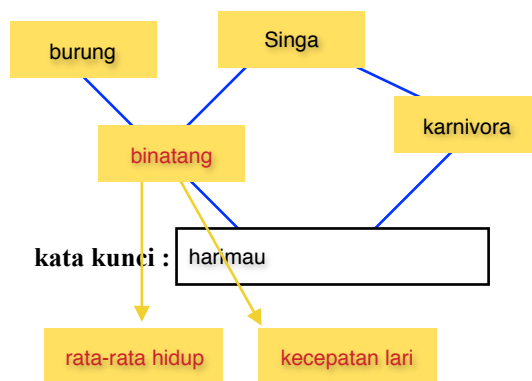 burung
Singa
karnivora
binatang
kata kunci : harimau
rata-rata hidup
kecepatan lari